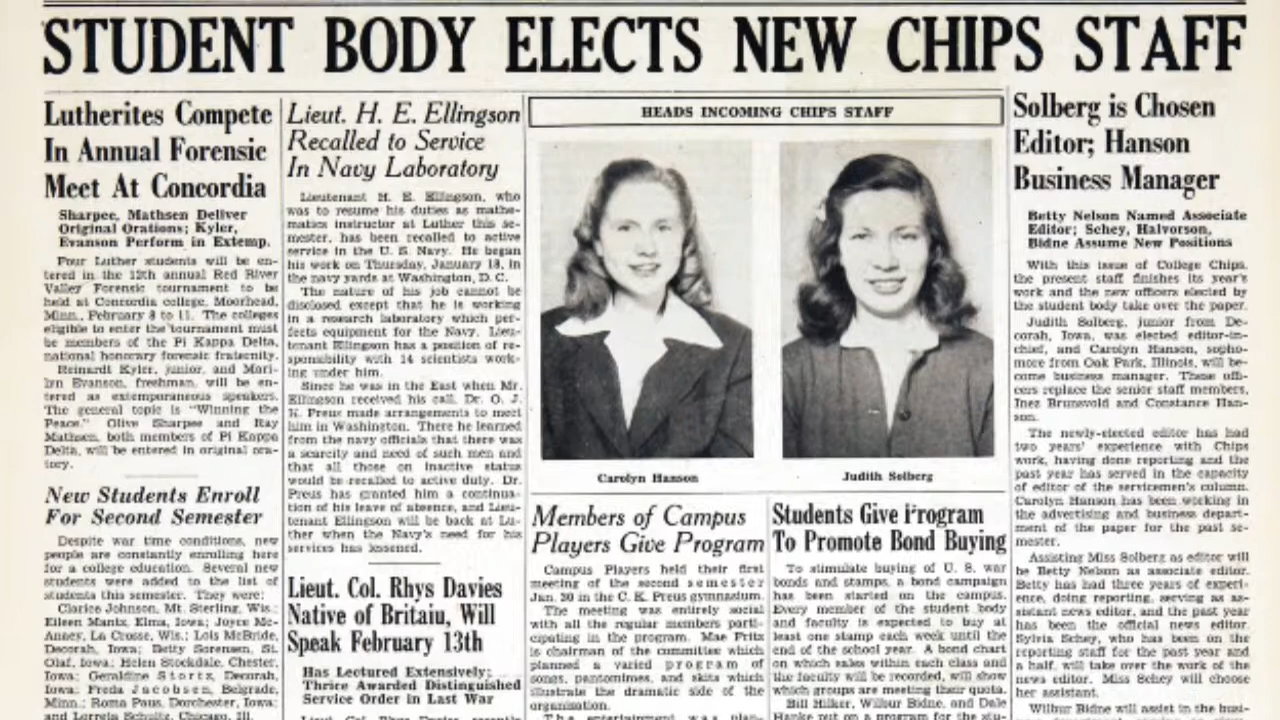 STUDENT BODY ELECTS NEW CHIPS STAFF
Lutherites Compete
In Annual Forensic
Meet At Concordia
Sharpee, Mathsen Deliver
Original Orations; Kyler,
Evanson Perform in Extemp.
Four Luther students will be en-
tered in the 12th annual Red River
Valley Forensic tournament to be
held at Concordia college, Moorhead,
Minn., February 8 to 11. The colleges
eligible to enter the tournament must
be members of the Pi Kappa Delta,
national honorary forensic fraternity.
Reinardt Kyler, junior, and Mari-
lyn Evanson, freshman, will be en-
tered as extemporaneous speakers.
The general topic is "Winning the
Peace." Olive Sharpee and Ray
Mathsen, both members of Pi Kappa
Delta, will be entered in original ora-
tory.
New Students Enroll
For Second Semester
Despite war time conditions, new
people are constantly enrolling here
for a college education. Several new
students were added to the list of
students this semester. They were:
Clarice Johnson, Mt. Sterling, Wis.;
Eileen Mantz, Elma, Iowa; Joyce Mc-
Anney, La Crosse, Wis.; Lois McBride,
Decorah, Iowa; Betty Sorensen, St.
Olaf, Iowa; Helen Stockdale, Chester,
Iowa; Geraldine Stortz, Decorah,
Iowa; Freda Jacobsen, Belgrade,
Minn.; Roma Paus, Dorchester, Iowa;
and Lorreta Schultz, Chicago, Ill.
Lieut. H. E. Ellingson
Recalled to Service
In Navy Laboratory
Lieutenant H. E. Ellingson, who
was to resume his duties as mathe-
matics instructor at Luther this se-
mester, has been recalled to active
service in the U. S. Navy. He began
his work on Thursday, January 18, in
the navy yards at Washington, D. C.
The nature of his job cannot be
disclosed except that he is working
in a research laboratory which per-
fects equipment for the Navy. Lieu-
tenant Ellingson has a position of re-
sponsibility with 14 scientists work-
ing under him.
Since he was in the East when Mr.
Ellingson received his call, Dr. O. J.
H. Preus made arrangements to meet
him in Washington. There he learned
from the navy officials that there was
a scarcity and need of such men and
that all those on inactive status
would be recalled to active duty. Dr.
Preus has granted him a continua-
tion of his leave of absence, and Lieu-
tenant Ellingson will be back at Lu-
ther when the Navy's need for his
services has lessened.
Lieut. Col. Rhys Davies
Native of Britain, Will
Speak February 13th
Has Lectured Extensively;
Thrice Awarded Distinguished
Service Order in Last War
Lieut. Col. Rhys Davies, recently
HEADS INCOMING CHIPS STAFF
Carolyn Hanson
Judith Solberg
Members of Campus
Players Give Program
Campus Players held their first
meeting of the second semester
Jan. 30 in the C. K. Preus gymnasium.
The meeting was entirely social
with all the regular members parti-
cipating in the program. Mae Fritz
is chairman of the committee which
planned a varied program of
songs, pantomimes, and skits which
illustrate the dramatic side of the
organisation.
The entertainment was plan-
Students Give Program
To Promote Bond Buying
To stimulate buying of U. S. war
bonds and stamps, a bond campaign
has been started on the campus.
Every member of the student body
and faculty is expected to buy at
least one stamp each week until the
end of the school year. A bond chart
on which sales within each class and
the faculty will be recorded, will show
which groups are meeting their quota.
Bill Hilker, Wilbur Bidne, and Dale
Hanke put on a program for the stu-
Solberg is Chosen
Editor; Hanson
Business Manager
Betty Nelson Named Associate
Editor; Schey, Halvorson,
Bidne Assume New Positions
With this issue of College Chips,
the present staff finishes its year's
work and the new officers elected by
the student body take over the paper.
Judith Solberg, junior from De-
corah, Iowa, was elected editor-in-
chief, and Carolyn Hanson, sopho-
more from Oak Park, Illinois, will be-
come business manager. These offi-
cers replace the senior staff members,
Inez Brunsvold and Constance Han-
son.
The newly-elected editor has had
two years' experience with Chips
work, having done reporting and the
past year has served in the capacity
of editor of the servicemen's column.
Carolyn Hanson has been working in
the advertising and business depart-
ment of the paper for the past se-
mester.
Assisting Miss Solberg as editor will
be Betty Nelson as associate editor.
Betty has had three years of experi-
ence, doing reporting, serving as as-
sistant news editor, and the past year
has been the official news editor.
Sylvia Schey, who has been on the
reporting staff for the past year and
a half, will take over the work of the
news editor. Miss Schey will choose
her assistant.
Wilbur Bidne will assist in the busi-